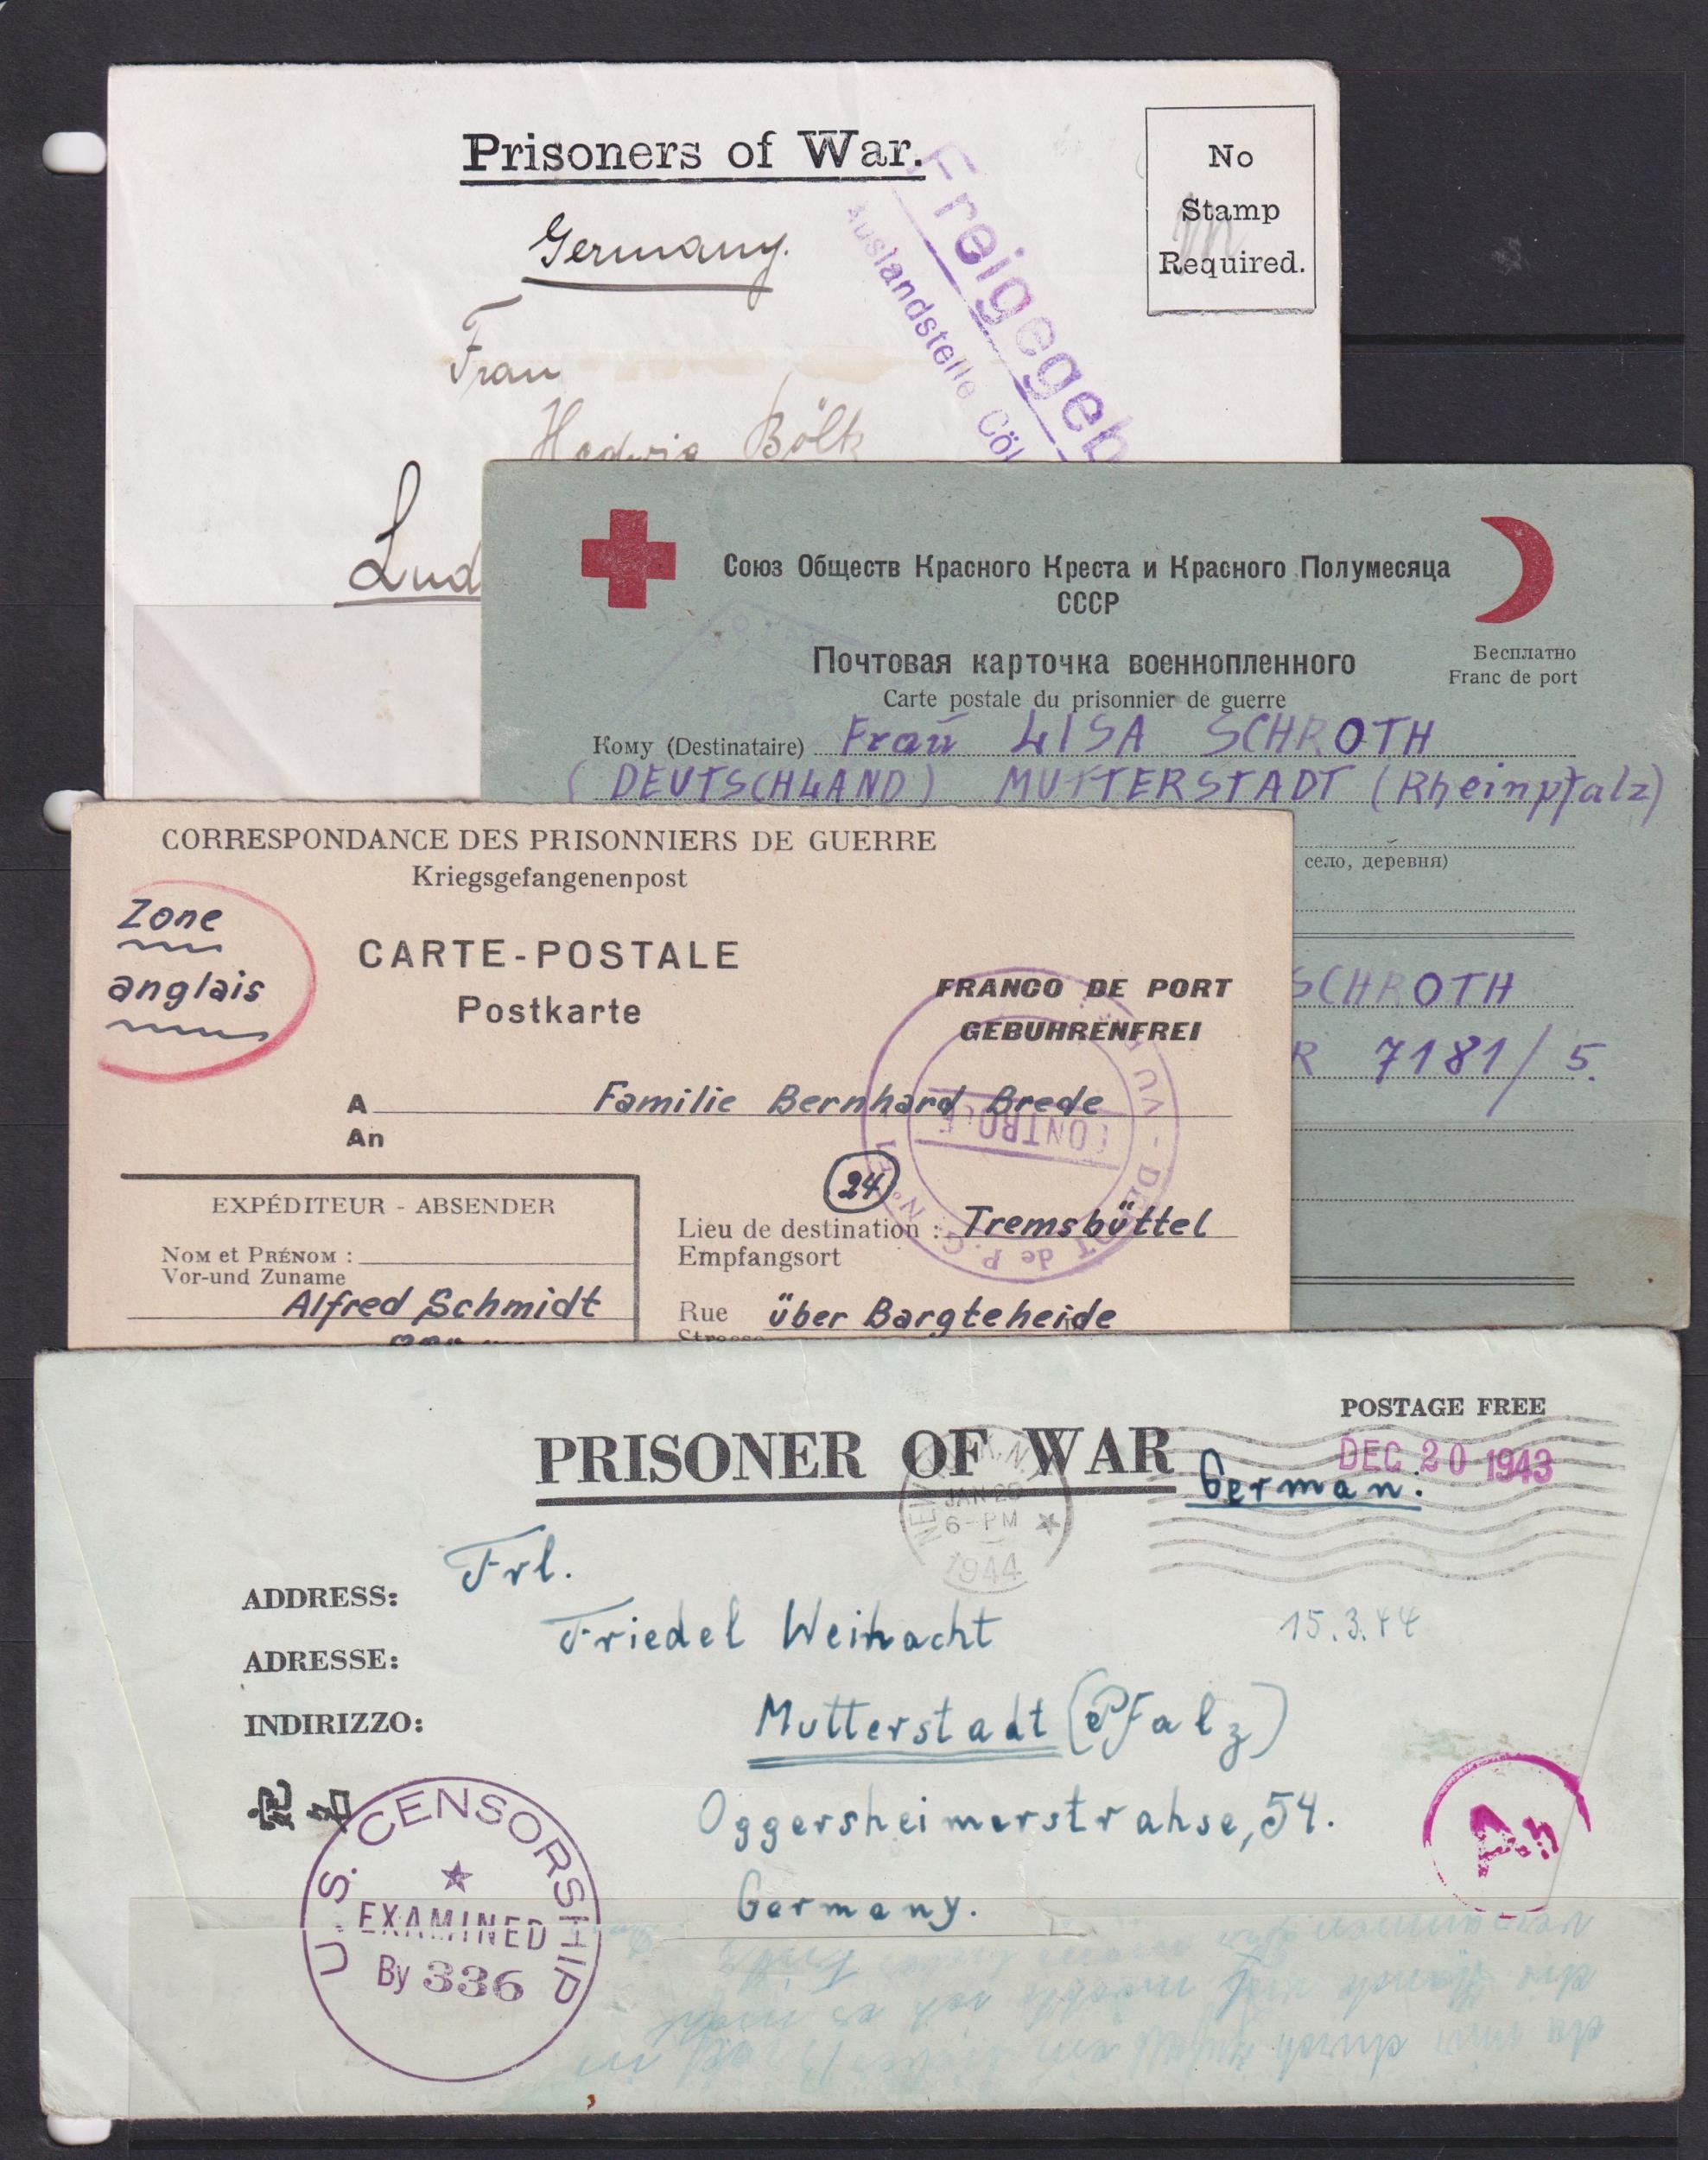 Prisoners of War.
Germany.
No
Stamp
Required.
Freigegeb
Auslandstelle Cöl
Frau
Hedwig Bölk
Lud
Союз Обществ Красного Креста и Красного Полумесяца
СССР
Почтовая карточка военнопленного
Carte postale du prisonnier de guerre
Бесплатно
Franc de port
Кому (Destinataire) Frau LISA SCHROTH
(DEUTSCHLAND) MUTTERSTADT (Rheinpfalz)
село, деревня)
SCHROTH
R 7181/5.
CORRESPONDANCE DES PRISONNIERS DE GUERRE
Kriegsgefangenenpost
Zone
anglais
CARTE-POSTALE
Postkarte
FRANCO DE PORT
GEBUHRENFREI
A Familie Bernhard Brede
An
CONTROLE
DEPOT de P.G. N°
24
EXPÉDITEUR - ABSENDER
Nom et Prénom :
Vor-und Zuname
Alfred Schmidt
Lieu de destination : Tremsbüttel
Empfangsort
Rue über Bargteheide
Strasse
POSTAGE FREE
PRISONER OF WAR
DEC 20 1943
German.
JAN 20
6-PM
1944
Frl.
ADDRESS:
Friedel Weihnacht
15.3.44
ADRESSE:
Mutterstadt (Pfalz)
INDIRIZZO:
Oggersheimerstrahse, 54.
Germany.
U.S. CENSORSHIP
EXAMINED
By 336